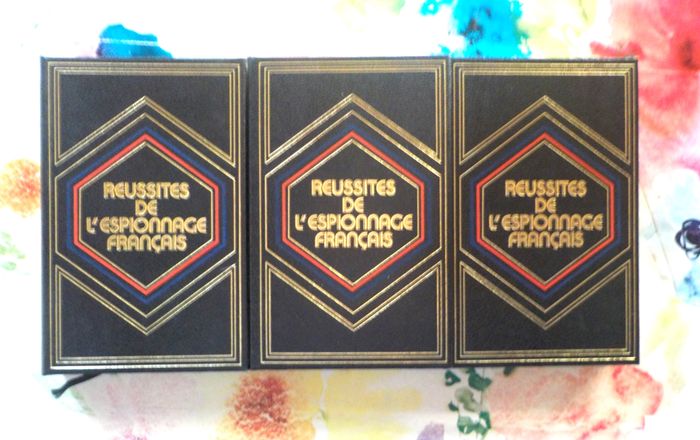 REUSSITES
DE
L'ESPIONNAGE
FRANÇAIS
REUSSITES
DE
L'ESPIONNAGE
FRANÇAIS
REUSSITES
DE
L'ESPIONNAGE
FRANÇAIS